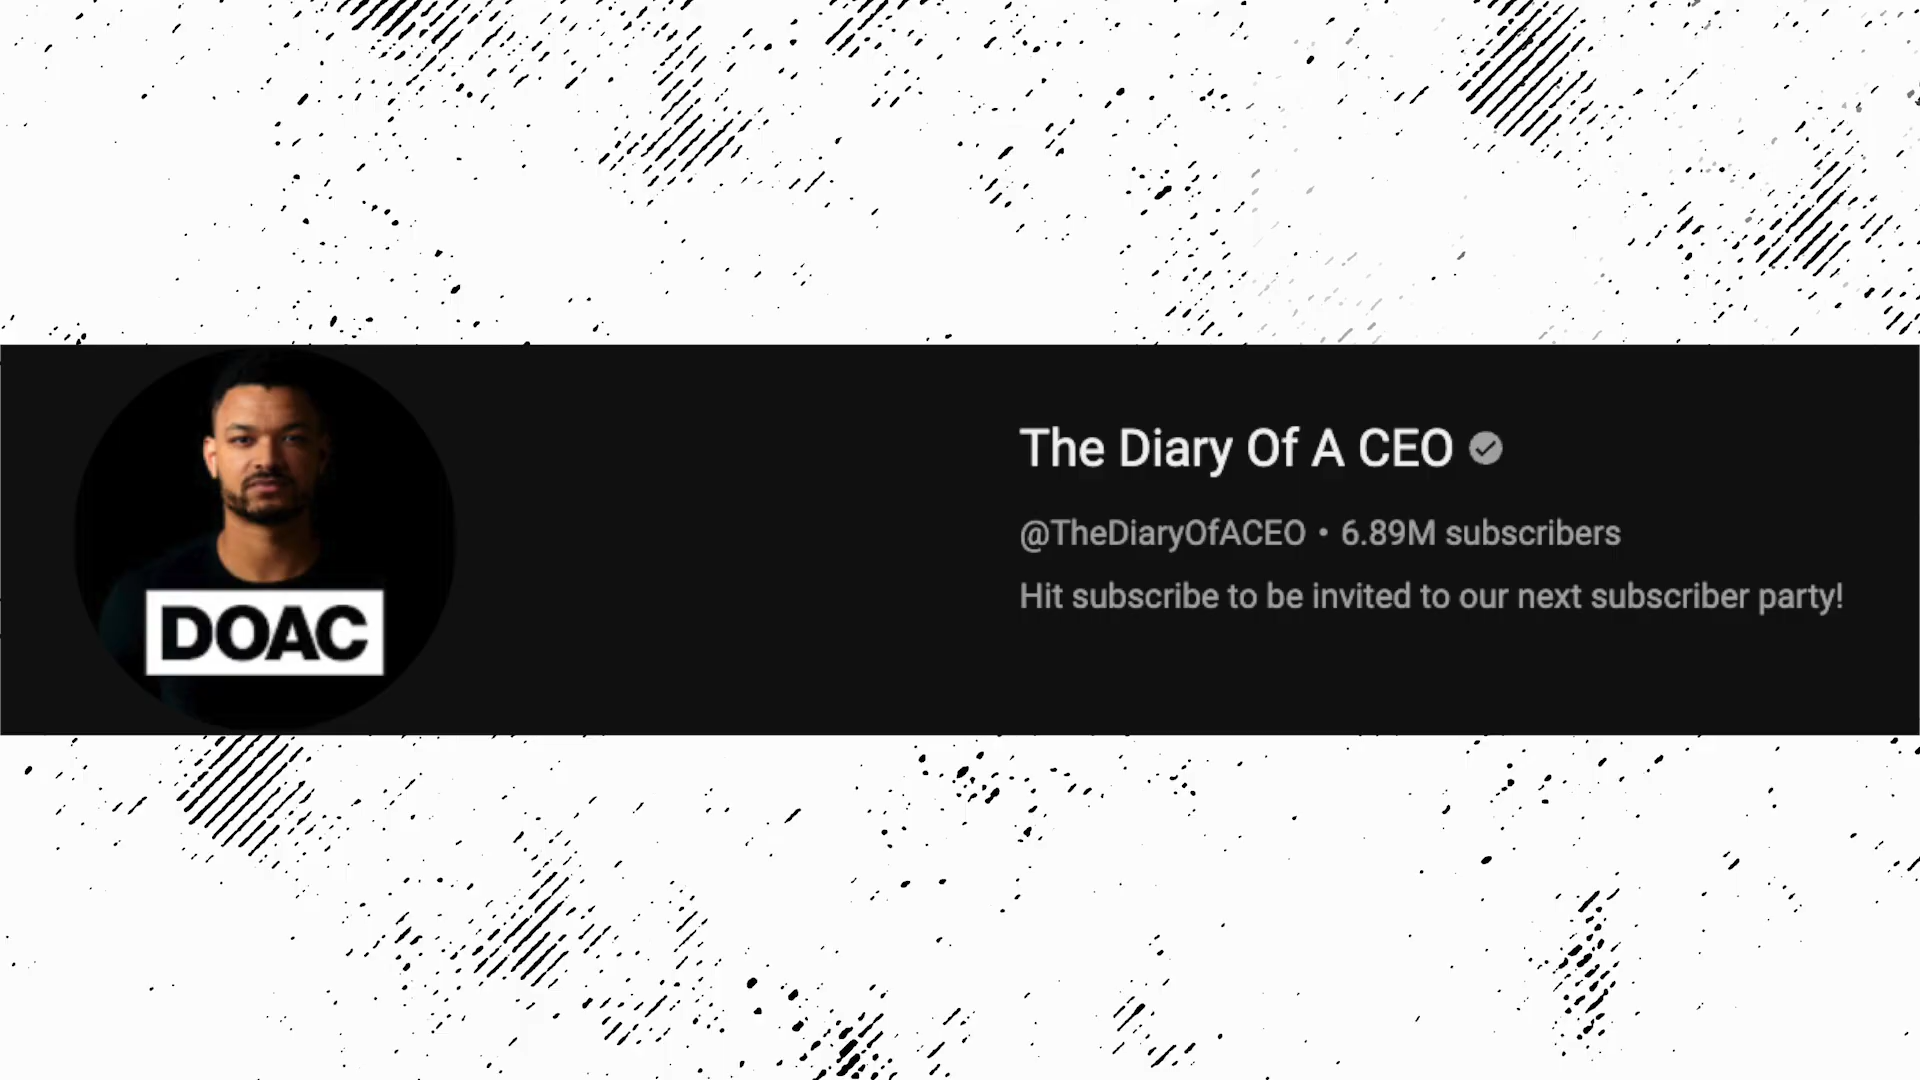 DOAC
The Diary Of A CEO
@TheDiaryOfACEO • 6.89M subscribers
Hit subscribe to be invited to our next subscriber party!